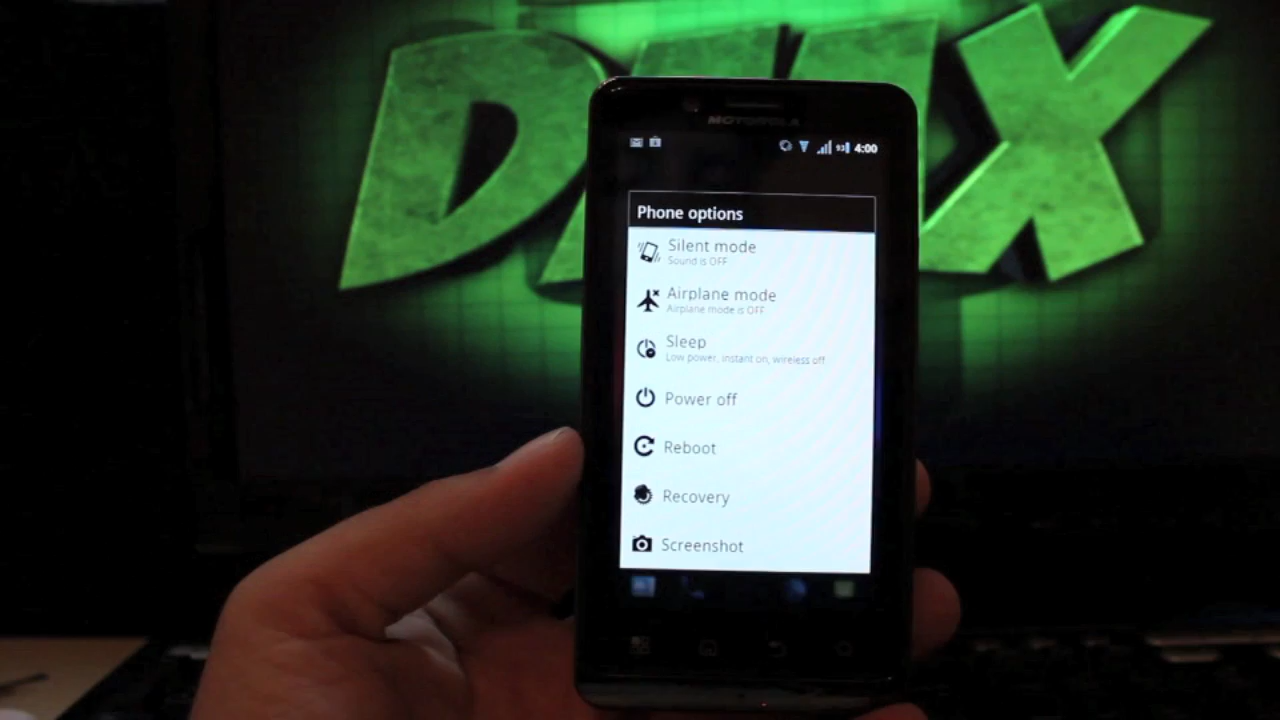 MOTOROLA
93 4:00
Phone options
Silent mode
Sound is OFF
Airplane mode
Airplane mode is OFF
Sleep
Low power, instant on, wireless off
Power off
Reboot
Recovery
Screenshot